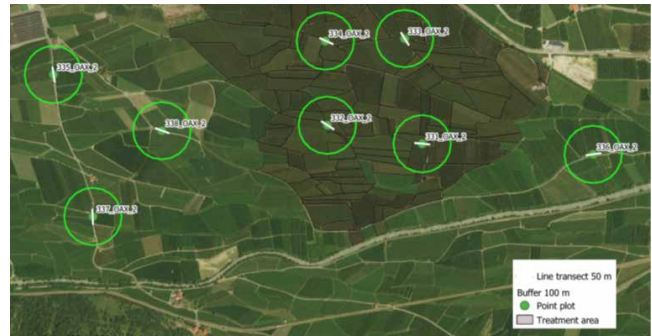 334_OAX_2
333_OAX_2
335_OAX_2
338_OAX_2
332_OAX_2
331_OAX_2
336_OAX_2
337_OAX_2
Line transect 50 m
Buffer 100 m
Point plot
Treatment area